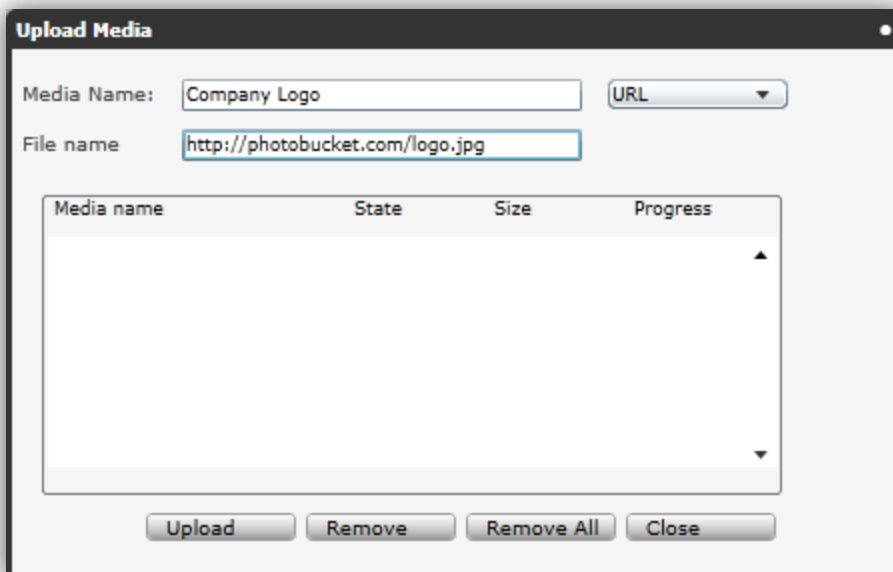 Upload Media
Media Name: Company Logo URL
File name http://photobucket.com/logo.jpg
Media name State Size Progress
Upload Remove Remove All Close